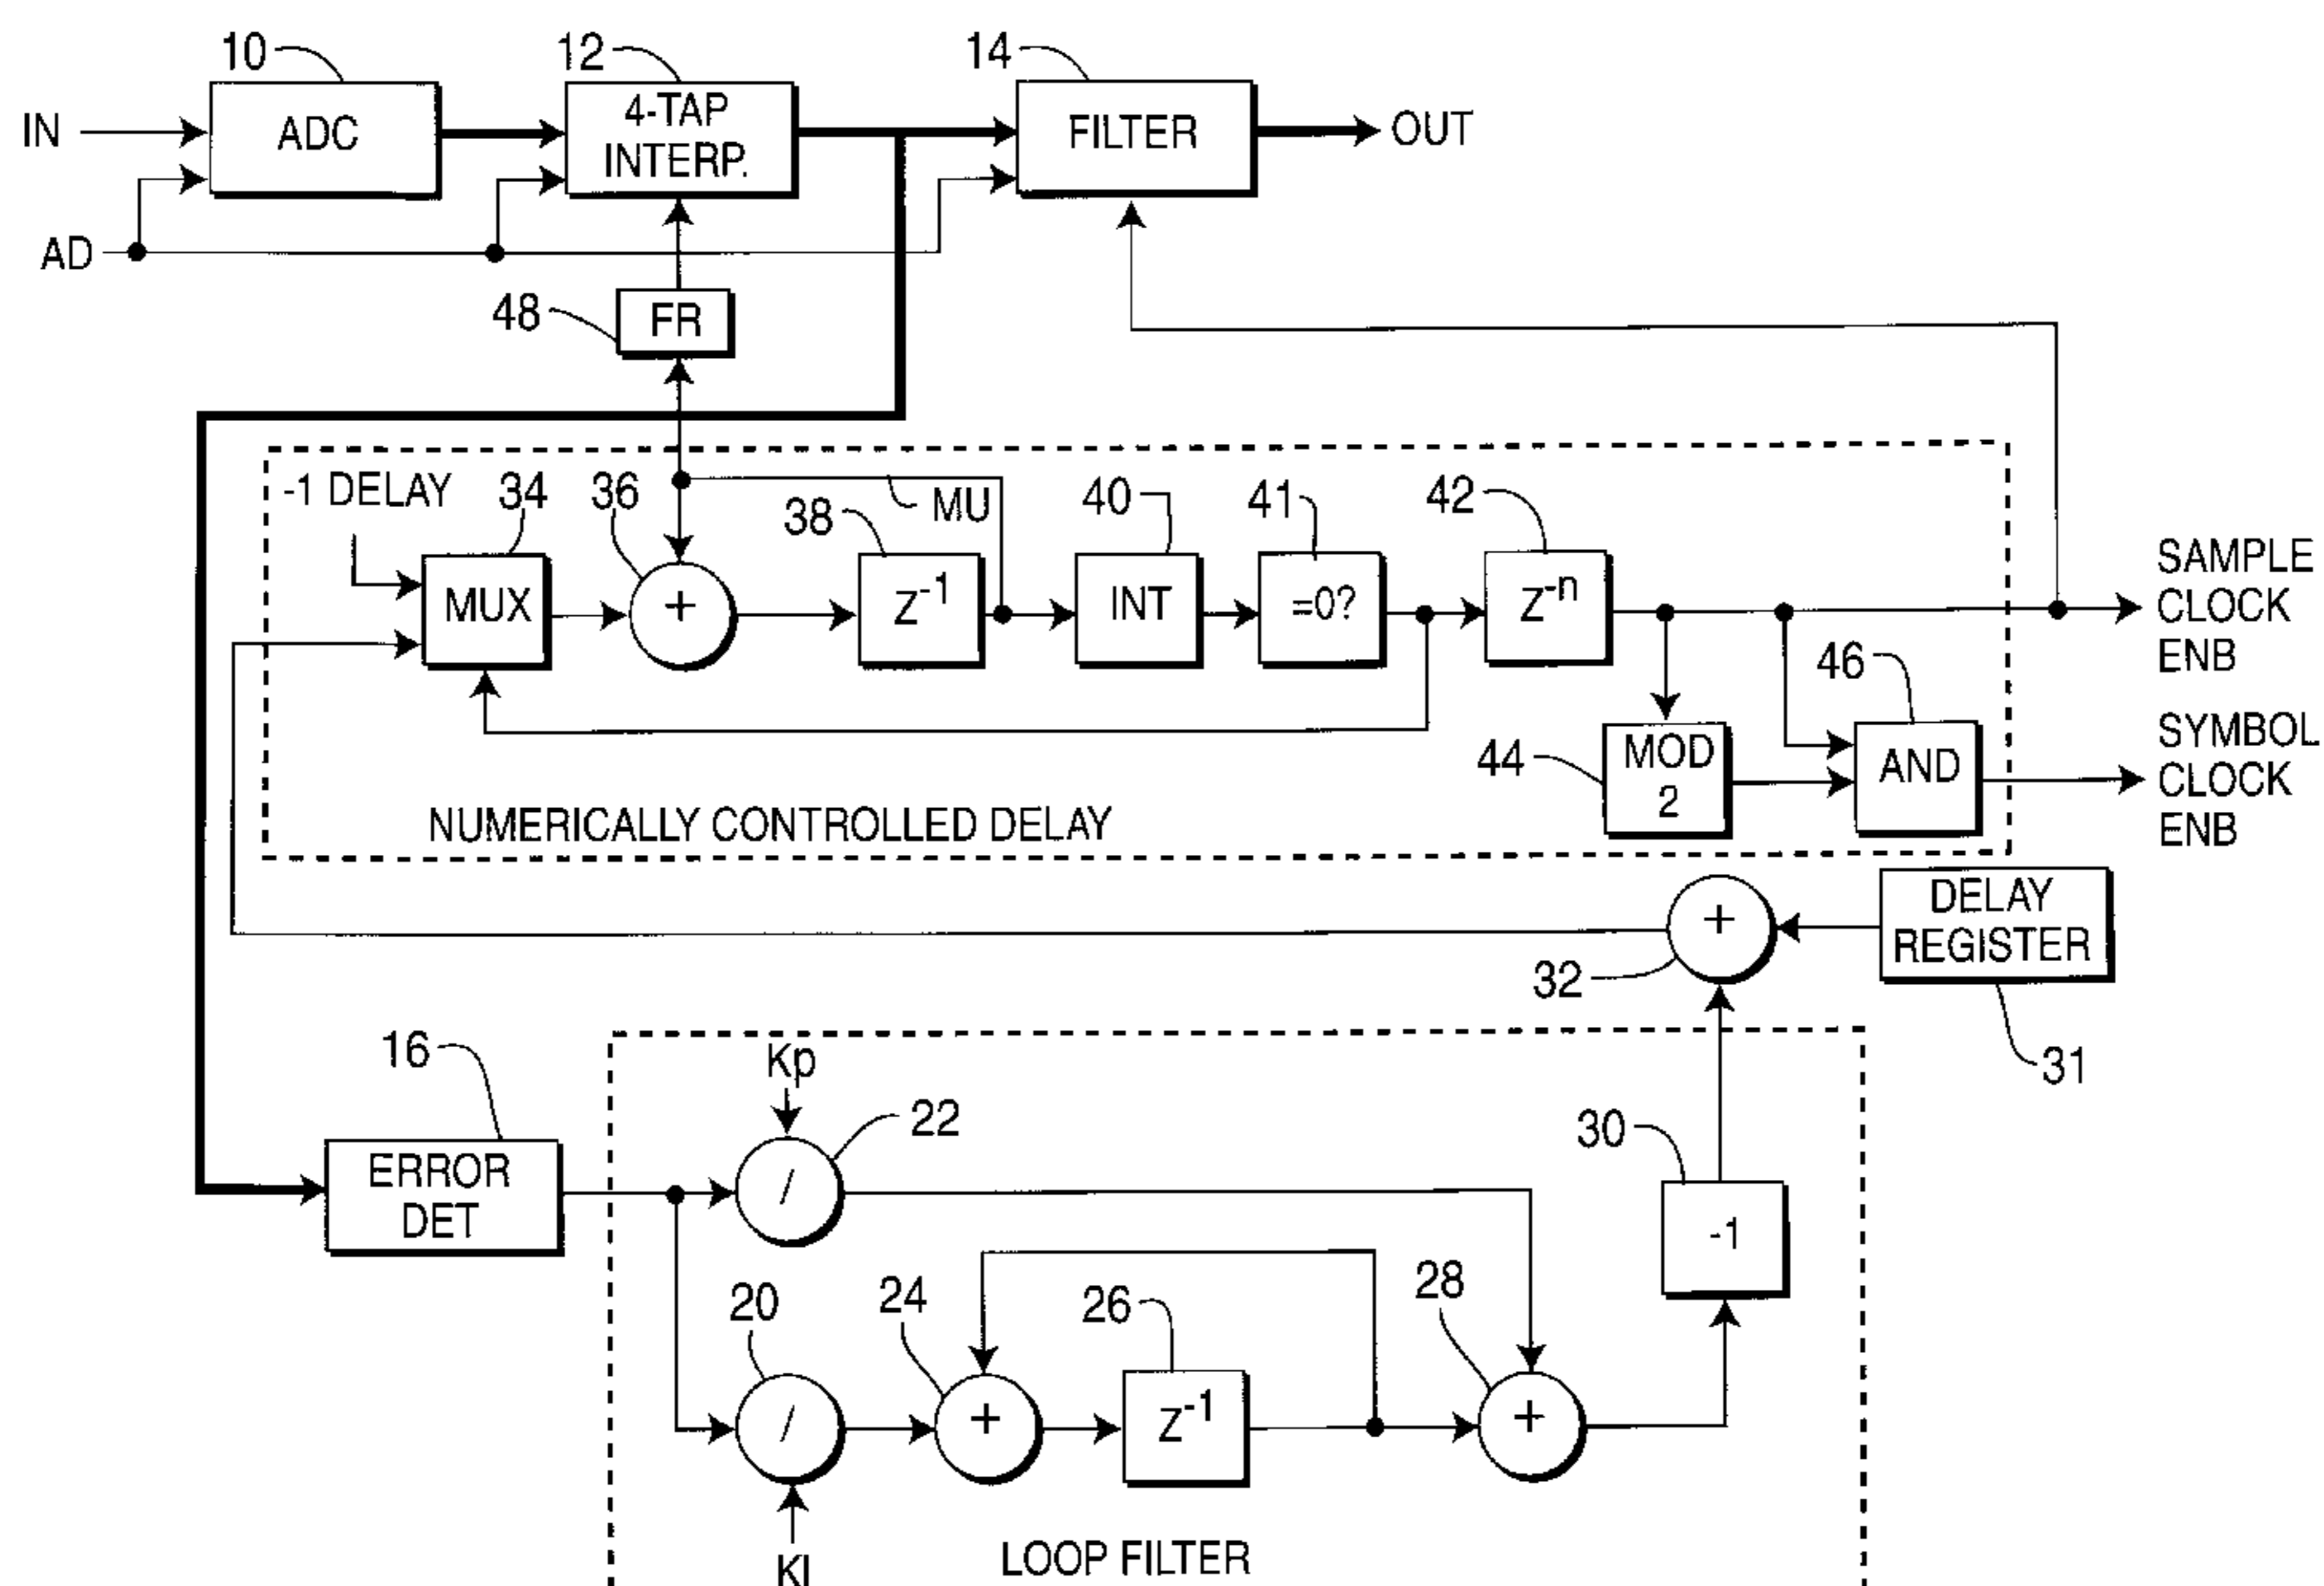 10
12
14
IN
ADC
4-TAP
INTERP.
FILTER
OUT
AD
48
FR
-1 DELAY
34
36
38
MU
40
41
42
MUX
+
Z-1
INT
=0?
Z-n
SAMPLE
CLOCK
ENB
46
44
MOD
2
AND
SYMBOL
CLOCK
ENB
NUMERICALLY CONTROLLED DELAY
+
DELAY
REGISTER
32
31
16
Kp
22
ERROR
DET
/
30
-1
20
24
26
28
/
+
Z-1
+
KI
LOOP FILTER